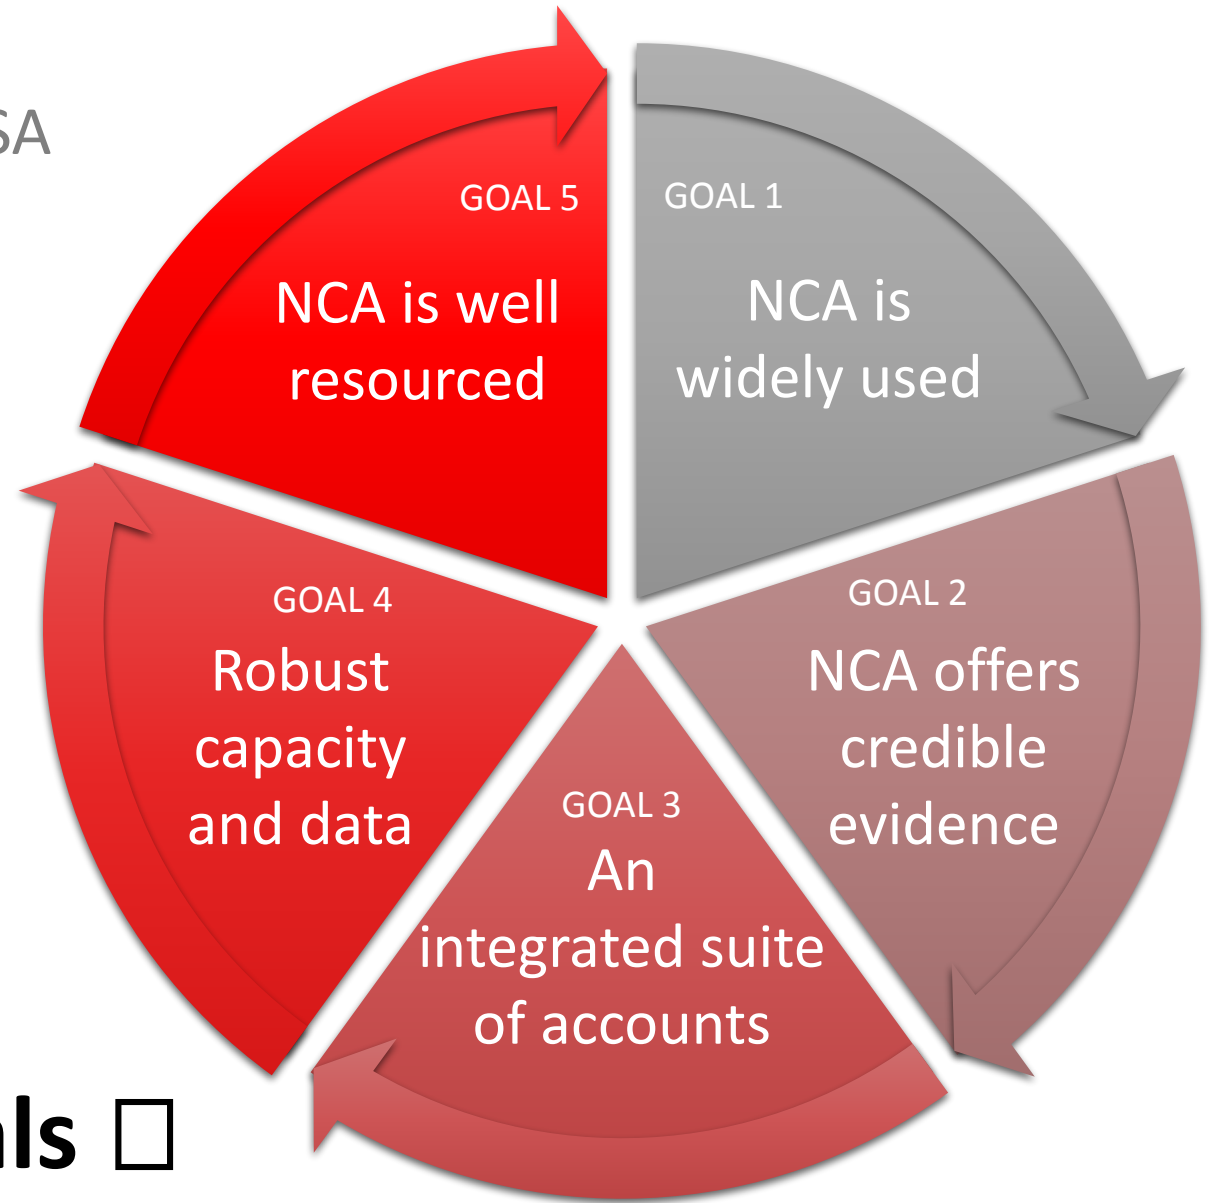 SA
GOAL 5
NCA is well
resourced
GOAL 1
NCA is
widely used
GOAL 2
NCA offers
credible
evidence
GOAL 3
An
integrated suite
of accounts
GOAL 4
Robust
capacity
and data
ls □